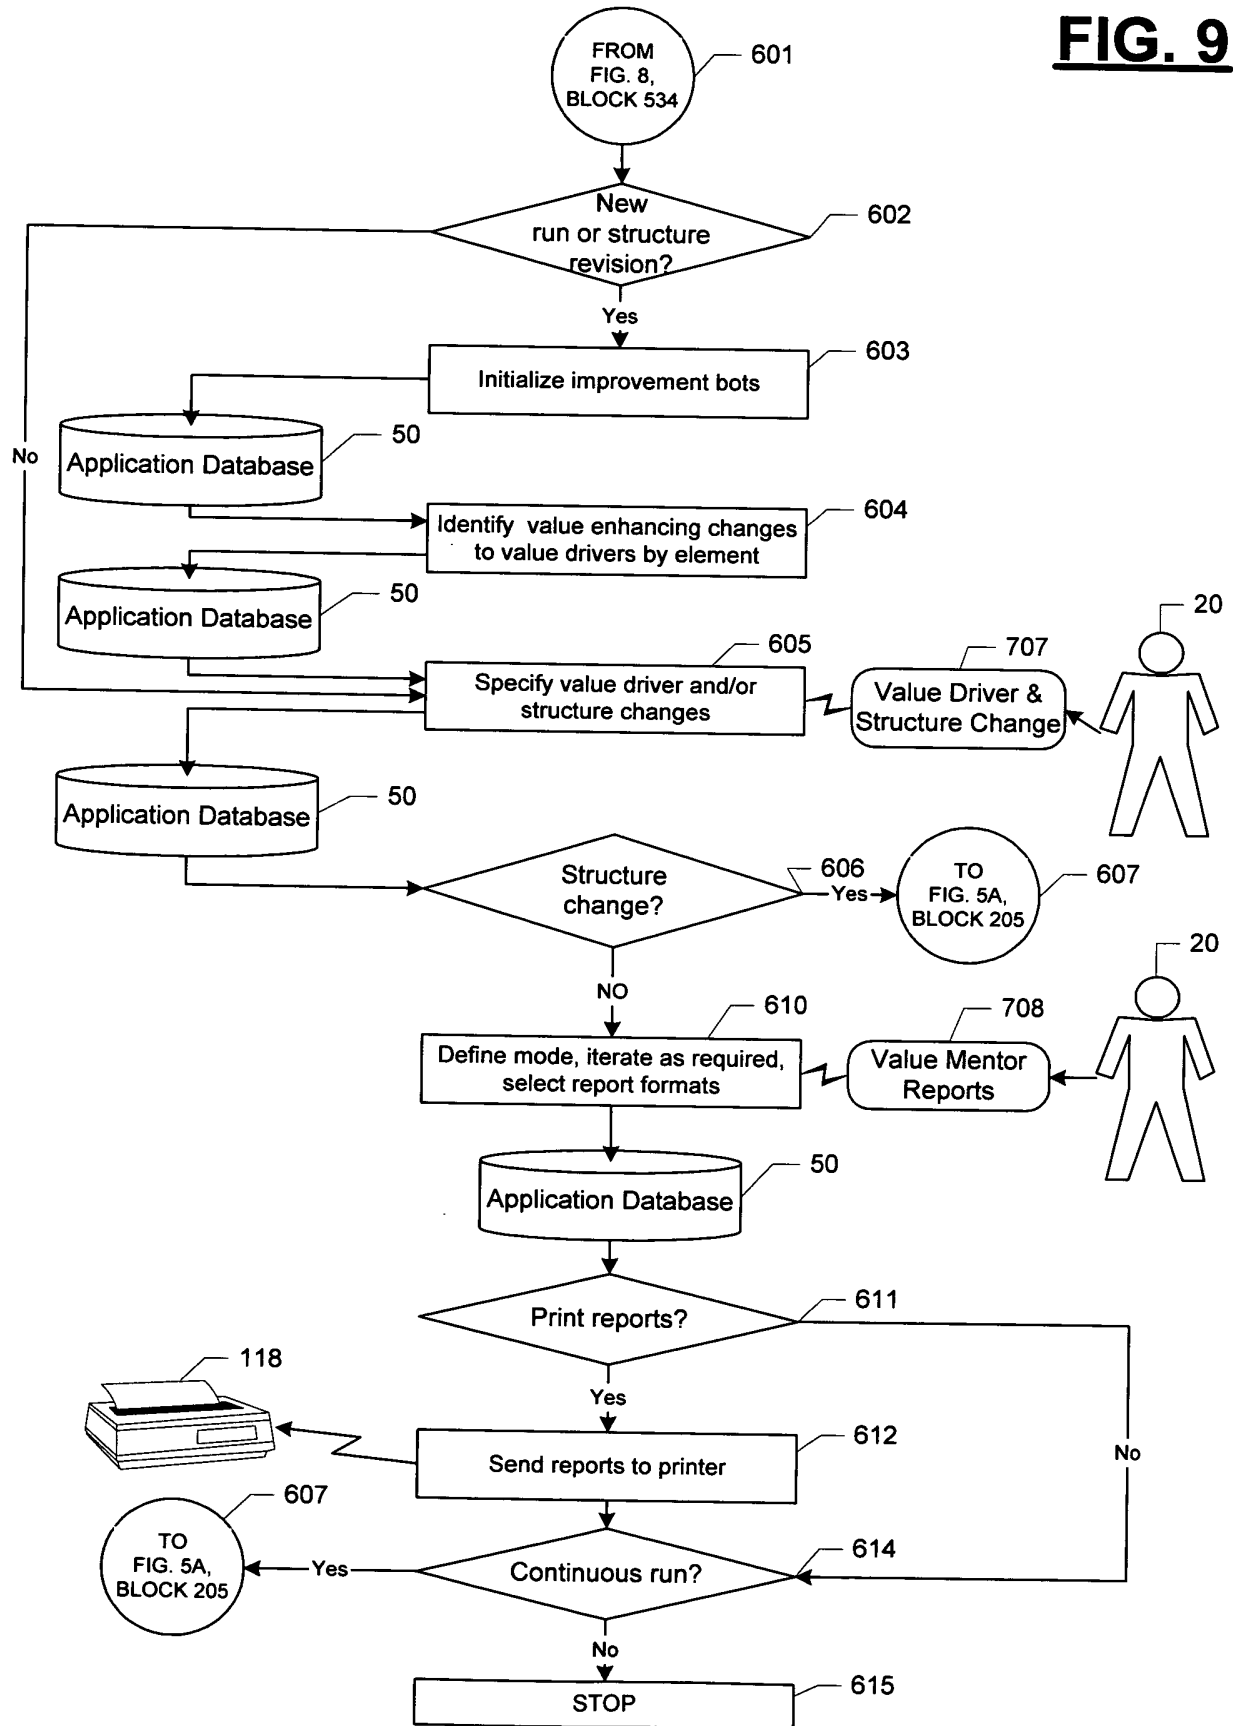 FIG. 9
FROM
FIG. 8,
BLOCK 534
601
New
run or structure
revision?
602
Yes
603
Initialize improvement bots
50
No
Application Database
604
Identify value enhancing changes
to value drivers by element
50
Application Database
20
605
707
Specify value driver and/or
structure changes
Value Driver &
Structure Change
50
Application Database
Structure
change?
606
Yes
TO
FIG. 5A,
BLOCK 205
607
20
NO
610
708
Define mode, iterate as required,
select report formats
Value Mentor
Reports
50
Application Database
Print reports?
611
118
Yes
612
Send reports to printer
No
607
TO
FIG. 5A,
BLOCK 205
Yes
Continuous run?
614
No
STOP
615